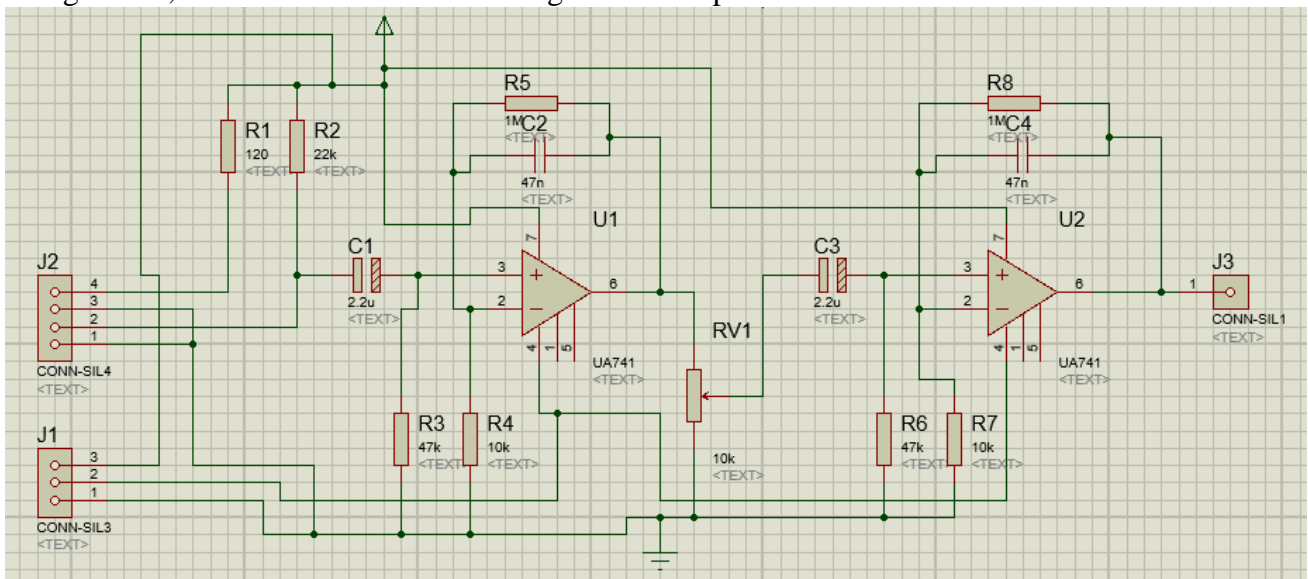 R5
1M
<TEXT>
C2
47n
<TEXT>
R8
1M
<TEXT>
C4
47n
<TEXT>
R1
120
<TEXT>
R2
22k
<TEXT>
U1
7
3
2
6
4
1
5
UA741
<TEXT>
U2
7
3
2
6
4
1
5
UA741
<TEXT>
C1
2.2u
<TEXT>
C3
2.2u
<TEXT>
J2
4
3
2
1
CONN-SIL4
<TEXT>
J3
1
CONN-SIL1
<TEXT>
RV1
10k
<TEXT>
R3
47k
<TEXT>
R4
10k
<TEXT>
R6
47k
<TEXT>
R7
10k
<TEXT>
J1
3
2
1
CONN-SIL3
<TEXT>